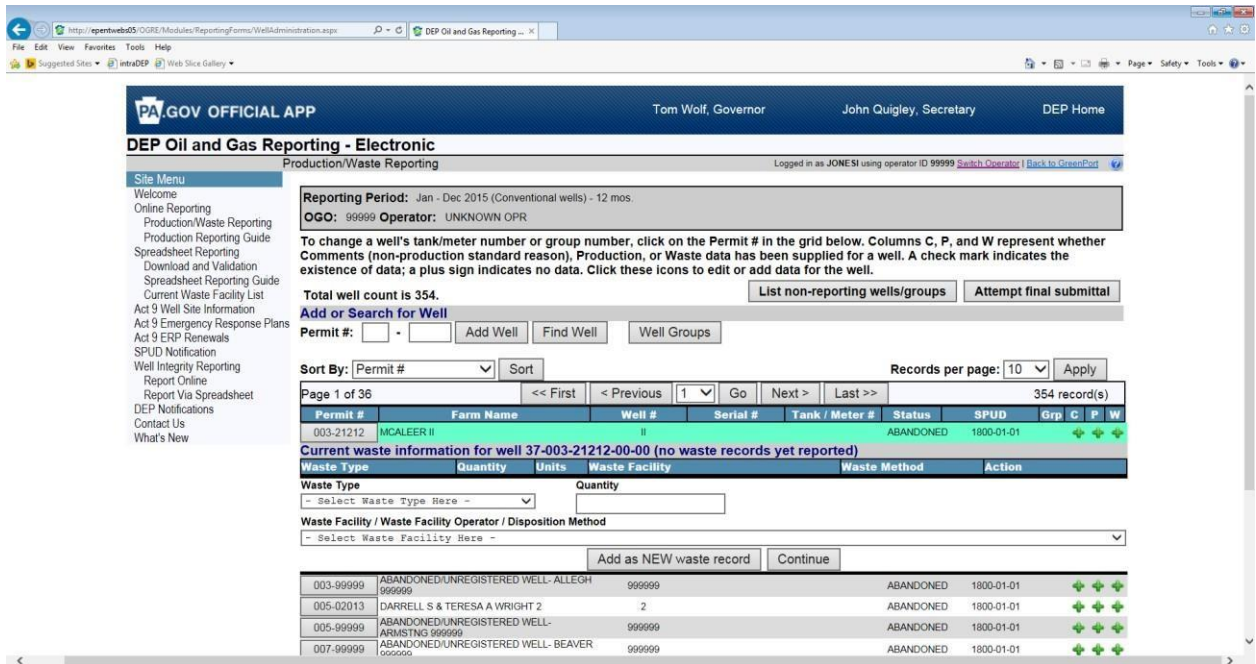 http://epentwebs05/OGRE/Modules/ReportingForms/WellAdministration.aspx
DEP Oil and Gas Reporting ...
File Edit View Favorites Tools Help
Suggested Sites intraDEP Web Slice Gallery Page Safety Tools
PA.GOV OFFICIAL APP Tom Wolf, Governor John Quigley, Secretary DEP Home
DEP Oil and Gas Reporting - Electronic
Production/Waste Reporting Logged in as JONESI using operator ID 99999 Switch Operator | Back to GreenPort
Site Menu
Welcome
Online Reporting
Production/Waste Reporting
Production Reporting Guide
Spreadsheet Reporting
Download and Validation
Spreadsheet Reporting Guide
Current Waste Facility List
Act 9 Well Site Information
Act 9 Emergency Response Plans
Act 9 ERP Renewals
SPUD Notification
Well Integrity Reporting
Report Online
Report Via Spreadsheet
DEP Notifications
Contact Us
What's New
Reporting Period: Jan - Dec 2015 (Conventional wells) - 12 mos.
OGO: 99999 Operator: UNKNOWN OPR
To change a well's tank/meter number or group number, click on the Permit # in the grid below. Columns C, P, and W represent whether
Comments (non-production standard reason), Production, or Waste data has been supplied for a well. A check mark indicates the
existence of data; a plus sign indicates no data. Click these icons to edit or add data for the well.
Total well count is 354. List non-reporting wells/groups Attempt final submittal
Add or Search for Well
Permit #: - Add Well Find Well Well Groups
Sort By: Permit # Sort Records per page: 10 Apply
Page 1 of 36 << First < Previous 1 Go Next > Last >> 354 record(s)
Permit # Farm Name Well # Serial # Tank / Meter # Status SPUD Grp C P W
003-21212 MCALEER II II ABANDONED 1800-01-01
Current waste information for well 37-003-21212-00-00 (no waste records yet reported)
Waste Type Quantity Units Waste Facility Waste Method Action
Waste Type Quantity
- Select Waste Type Here -
Waste Facility / Waste Facility Operator / Disposition Method
- Select Waste Facility Here -
Add as NEW waste record Continue
003-99999 ABANDONED/UNREGISTERED WELL- ALLEGH 999999 999999 ABANDONED 1800-01-01
005-02013 DARRELL S & TERESA A WRIGHT 2 2 ABANDONED 1800-01-01
005-99999 ABANDONED/UNREGISTERED WELL- ARMSTNG 999999 999999 ABANDONED 1800-01-01
007-99999 ABANDONED/UNREGISTERED WELL- BEAVER 999999 999999 ABANDONED 1800-01-01